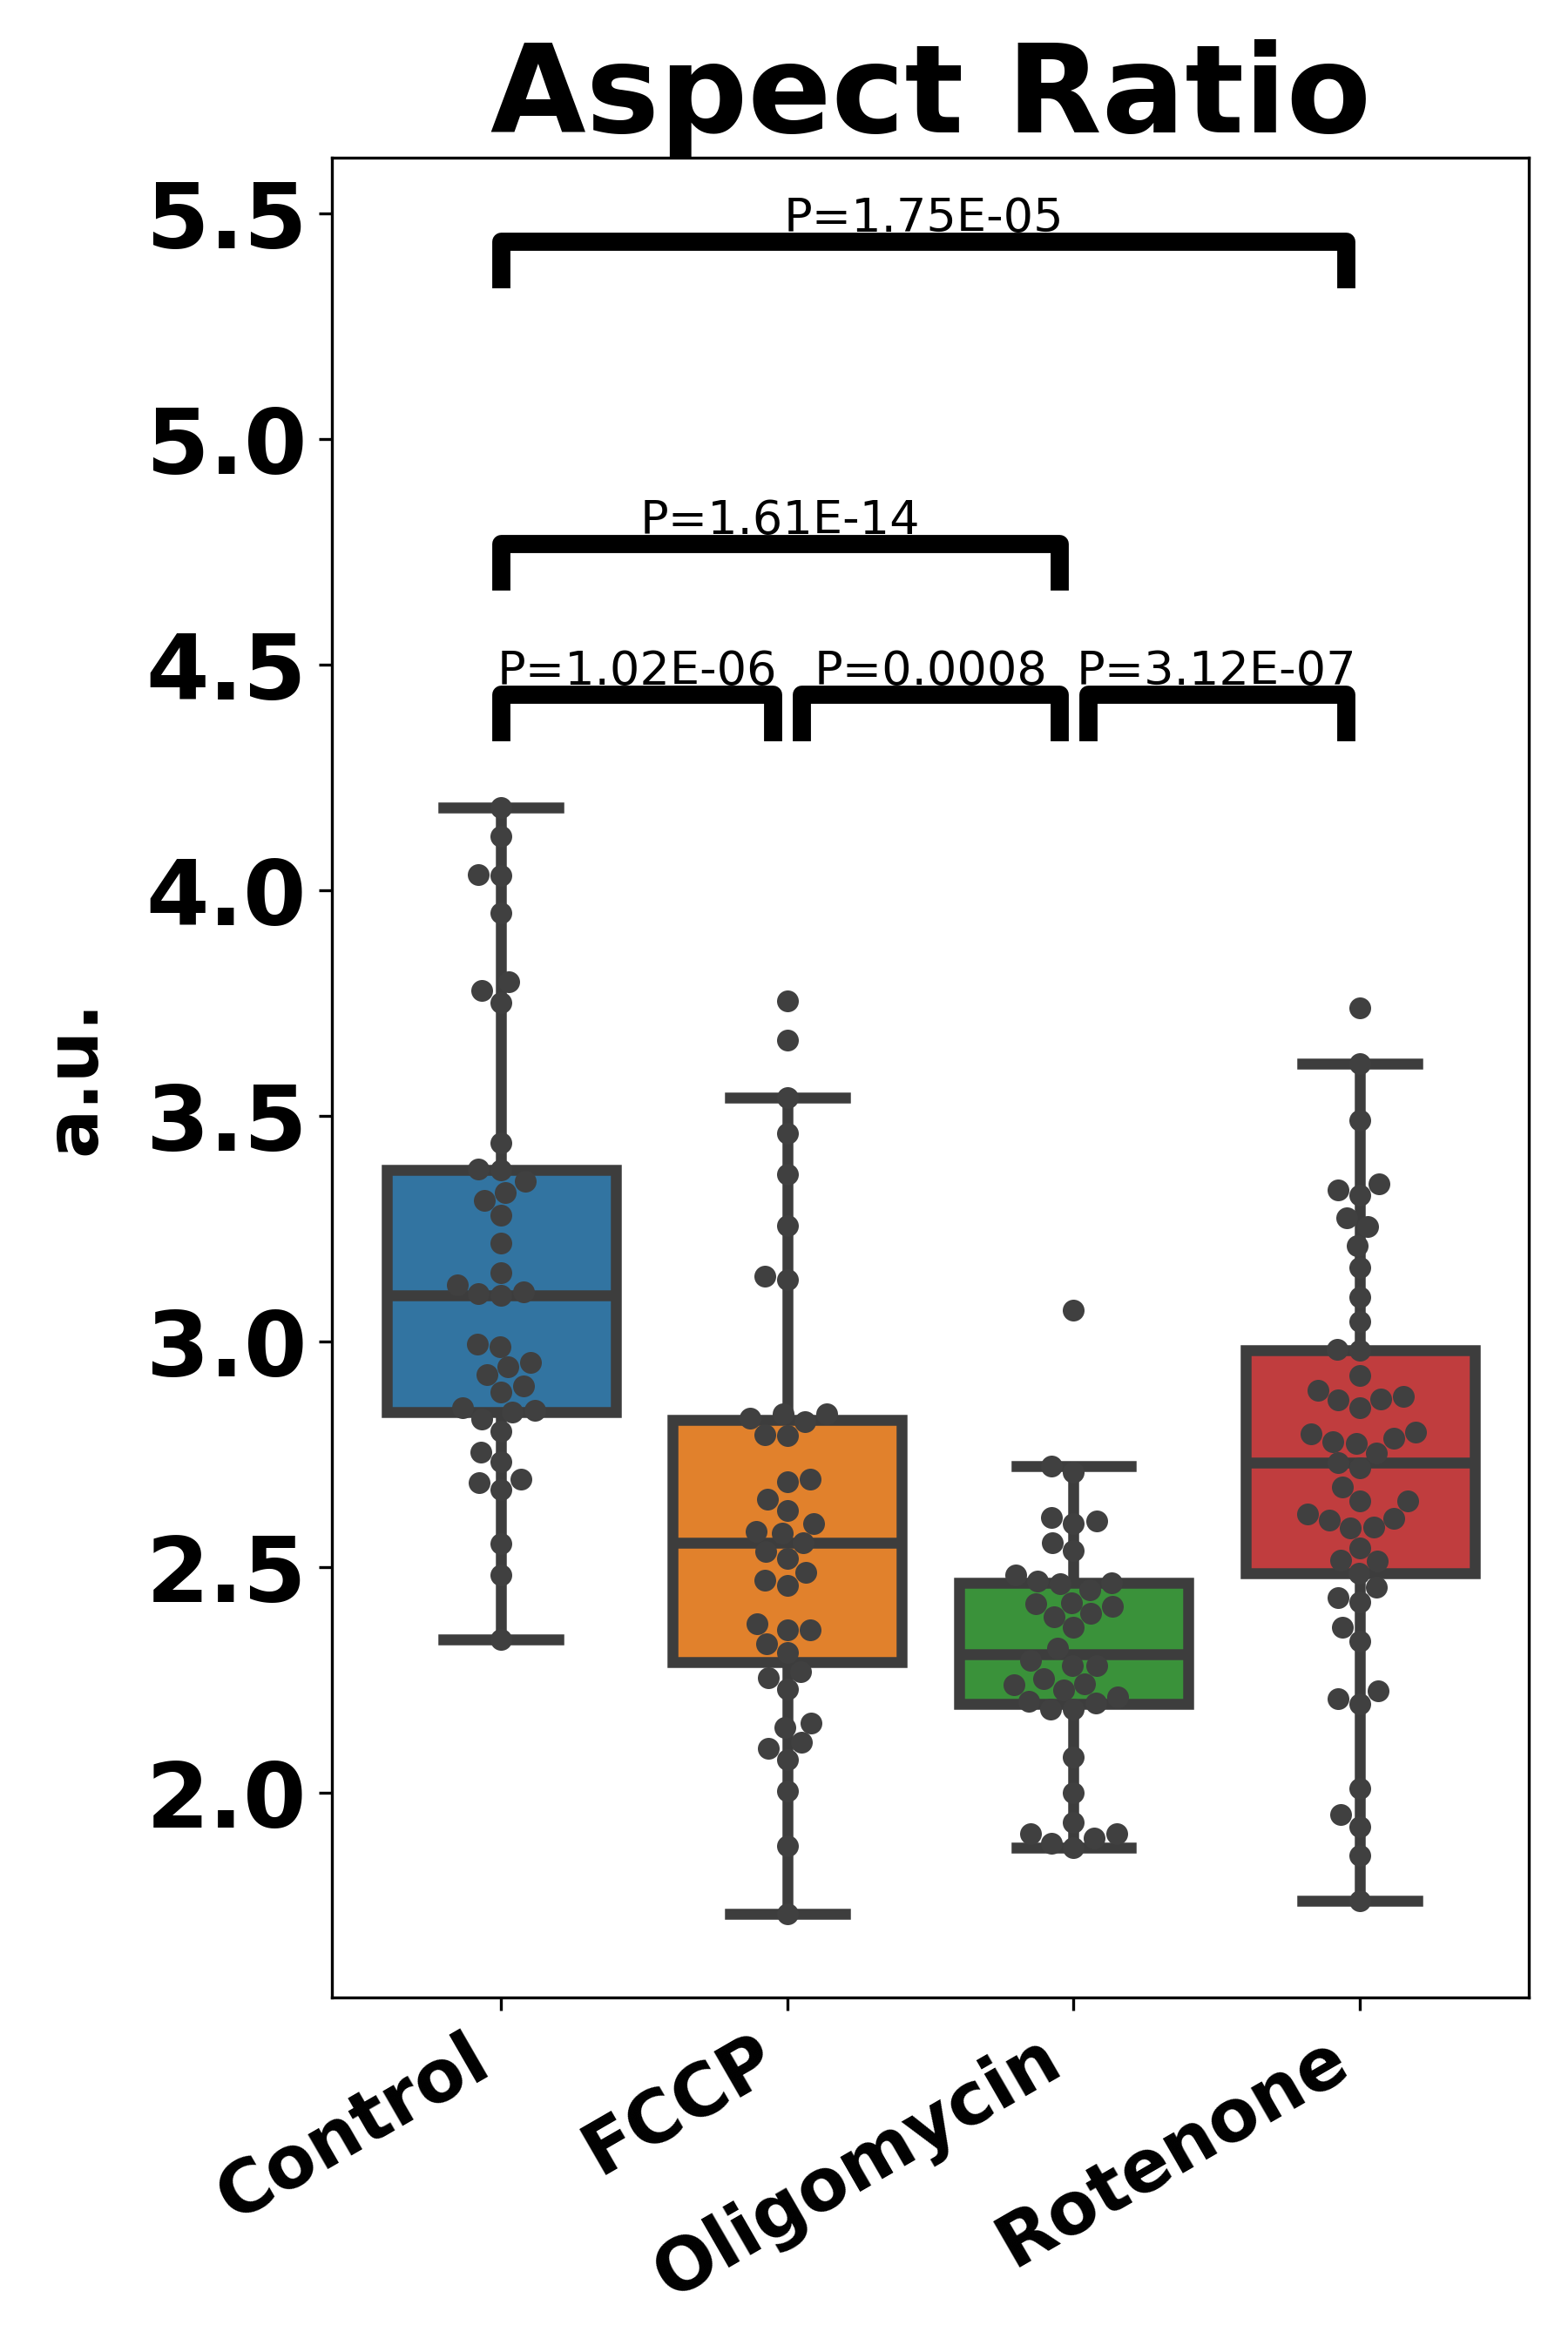 Aspect Ratio
5.5
P=1.75E-05
5.0
P=1.61E-14
4.5
P=1.02E-06 P=0.0008 P=3.12E-07
4.0
a.u.
3.5
3.0
2.5
2.0
Control
FCCP
Oligomycin
Rotenone